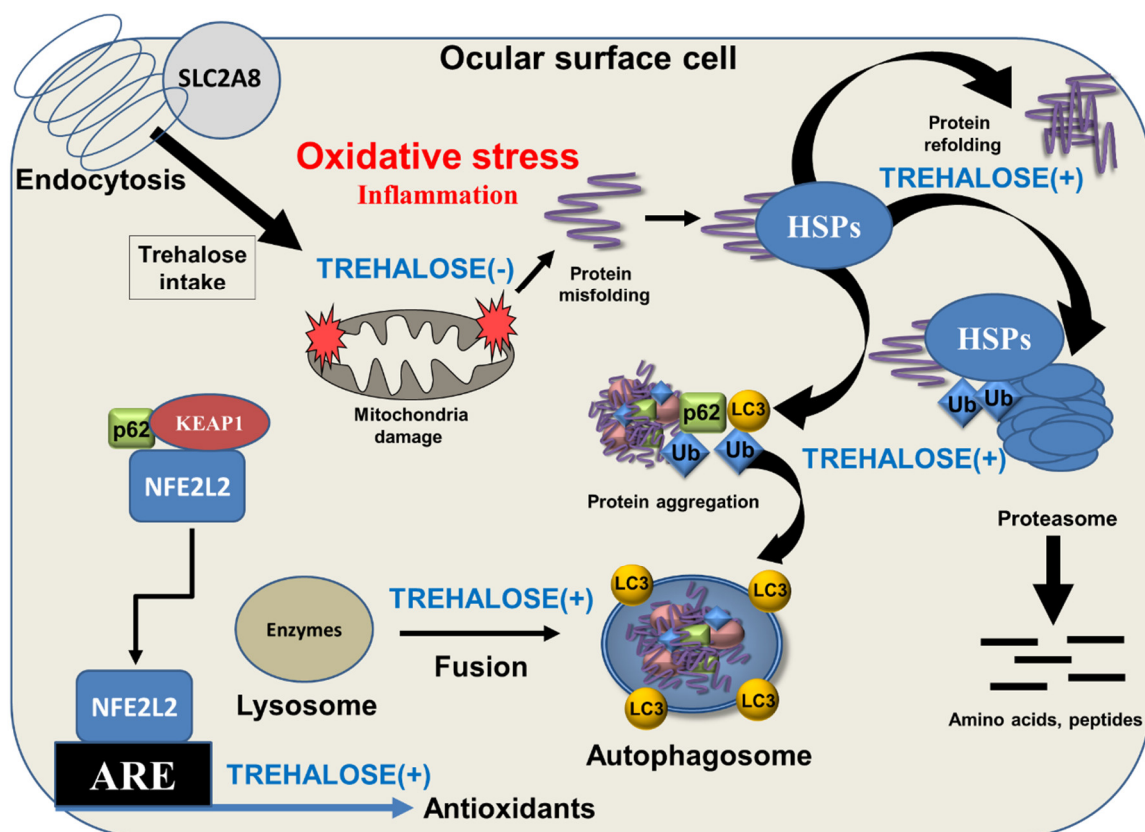 Ocular surface cell
SLC2A8
Endocytosis
Trehalose
intake
Oxidative stress
Inflammation
TREHALOSE(-)
Mitochondria
damage
Protein
misfolding
HSPs
Protein
refolding
TREHALOSE(+)
HSPs
Ub
Ub
TREHALOSE(+)
Proteasome
Amino acids, peptides
p62
LC3
Ub
Ub
Protein aggregation
p62
KEAP1
NFE2L2
NFE2L2
ARE
TREHALOSE(+)
Antioxidants
Enzymes
Lysosome
TREHALOSE(+)
Fusion
LC3
LC3
LC3
LC3
Autophagosome